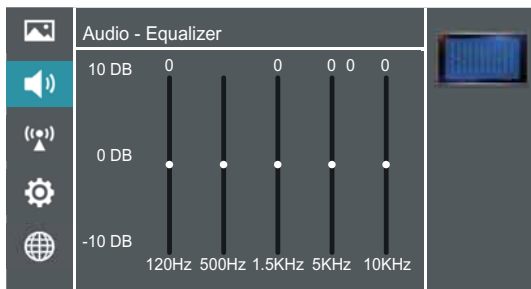 Audio - Equalizer
10 DB 0 0 0 0 0
0 DB
-10 DB
120Hz 500Hz 1.5KHz 5KHz 10KHz